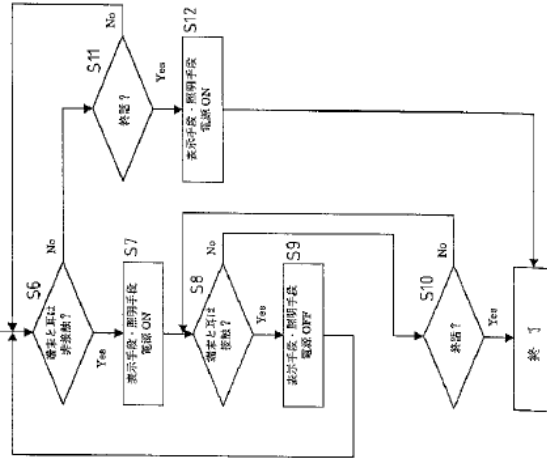 S6
端末と耳は
非接触?
Yes
No
S7
表示手段・照明手段
電源 ON
S8
端末と耳は
接触?
Yes
No
S9
表示手段・照明手段
電源 OFF
S10
終話?
Yes
No
S11
終話?
Yes
No
S12
表示手段・照明手段
電源 ON
終 了